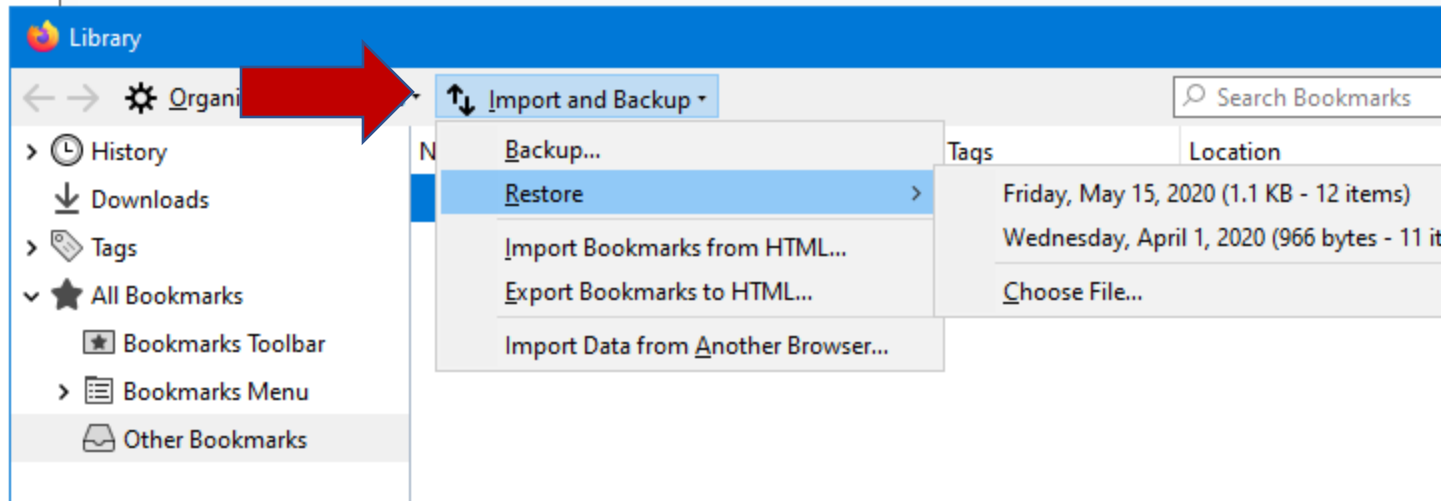 Library
Import and Backup
Search Bookmarks
History
Downloads
Tags
All Bookmarks
Bookmarks Toolbar
Bookmarks Menu
Other Bookmarks
Backup...
Restore
Import Bookmarks from HTML...
Export Bookmarks to HTML...
Import Data from Another Browser...
Tags
Location
Friday, May 15, 2020 (1.1 KB - 12 items)
Wednesday, April 1, 2020 (966 bytes - 11
Choose File...